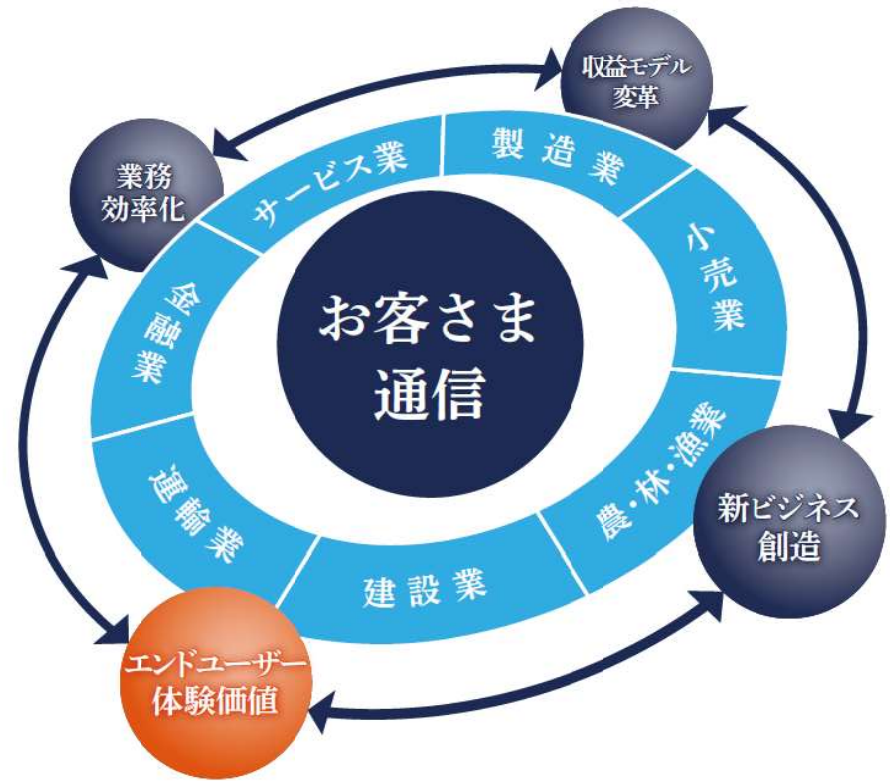 収益モデル
変革
業務
効率化
サービス業
製造業
小売業
金融業
お客さま
通信
農・林・漁業
運輸業
建設業
新ビジネス
創造
エンドユーザー
体験価値